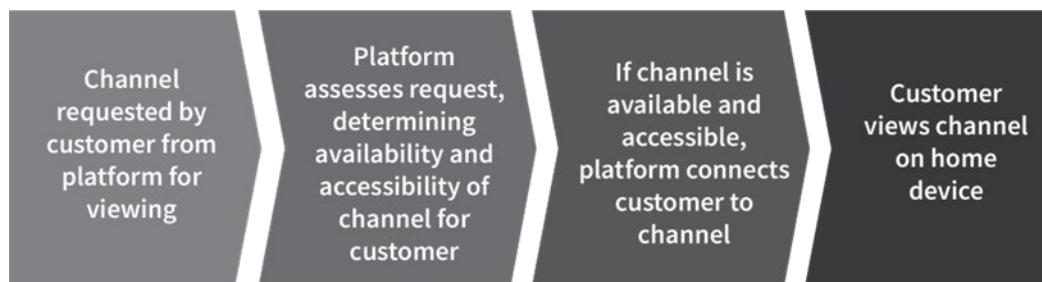 Channel
requested by
customer from
platform for
viewing
Platform
assesses request,
determining
availability and
accessibility of
channel for
customer
If channel is
available and
accessible,
platform connects
customer to
channel
Customer
views channel
on home
device